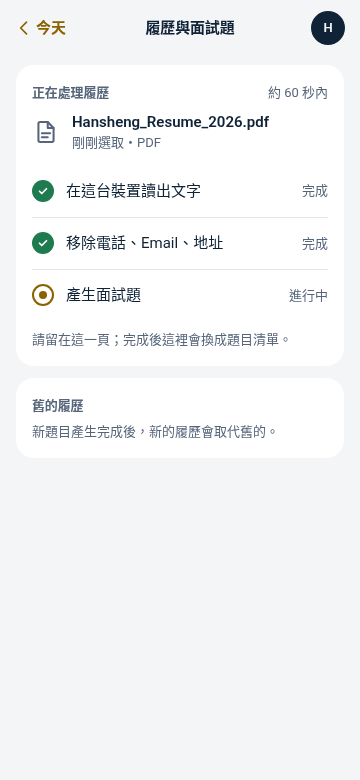 今天
履歷與面試題
H
正在處理履歷
約 60 秒內
Hansheng_Resume_2026.pdf
剛剛選取・PDF
在這台裝置讀出文字
完成
移除電話、Email、地址
完成
產生面試題
進行中
請留在這一頁；完成後這裡會換成題目清單。
舊的履歷
新題目產生完成後，新的履歷會取代舊的。